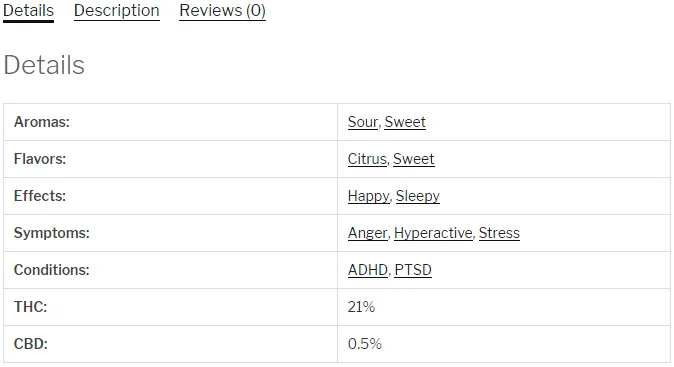 Details Description Reviews (0)
Details
Aromas: Sour, Sweet
Flavors: Citrus, Sweet
Effects: Happy, Sleepy
Symptoms: Anger, Hyperactive, Stress
Conditions: ADHD, PTSD
THC: 21%
CBD: 0.5%